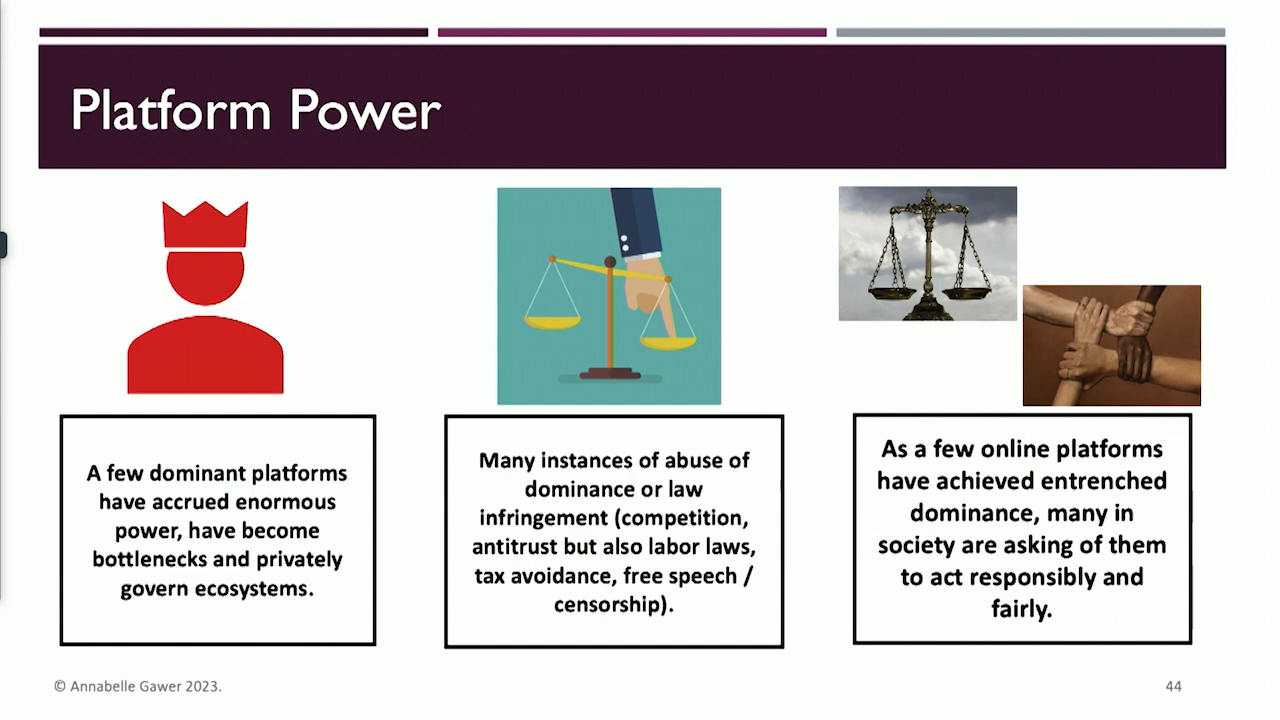 Platform Power
A few dominant platforms
have accrued enormous
power, have become
bottlenecks and privately
govern ecosystems.
Many instances of abuse of
dominance or law
infringement (competition,
antitrust but also labor laws,
tax avoidance, free speech /
censorship).
As a few online platforms
have achieved entrenched
dominance, many in
society are asking of them
to act responsibly and
fairly.
© Annabelle Gawer 2023.
44